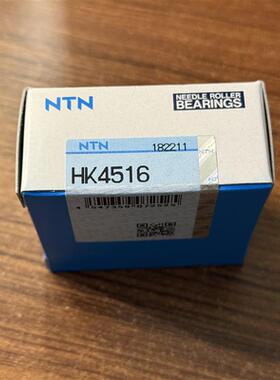 NTN
NEEDLE ROLLER
BEARINGS
NTN
182211
HK4516